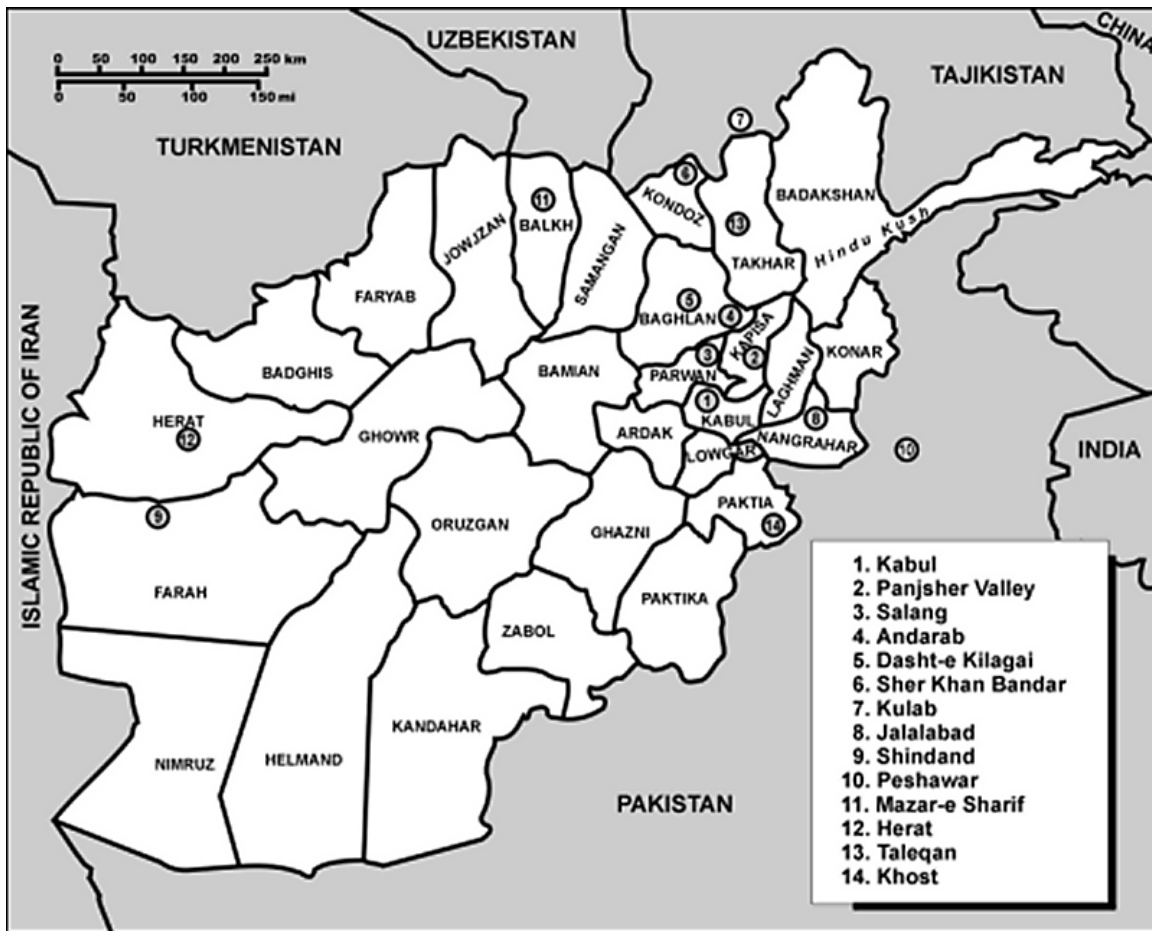 CHINA
UZBEKISTAN
TAJIKISTAN
0 50 100 150 200 250 km
0 50 100 150 mi
TURKMENISTAN
7
6
KONDOZ
BADAKSHAN
11
BALKH
13
TAKHAR
Hindu Kush
JOWJZAN
SAMANGAN
FARYAB
5
BAGHLAN
4
KAPISA
2
3
PARWAN
KONAR
LAGHMAN
BADGHIS
BAMIAN
1
KABUL
8
NANGRAHAR
10
INDIA
ISLAMIC REPUBLIC OF IRAN
HERAT
12
GHOWR
ARDAK
LOWGAR
9
ORUZGAN
GHAZNI
PAKTIA
14
FARAH
PAKTIKA
ZABOL
KANDAHAR
NIMRUZ
HELMAND
PAKISTAN
1. Kabul
2. Panjsher Valley
3. Salang
4. Andarab
5. Dasht-e Kilagai
6. Sher Khan Bandar
7. Kulab
8. Jalalabad
9. Shindand
10. Peshawar
11. Mazar-e Sharif
12. Herat
13. Taleqan
14. Khost